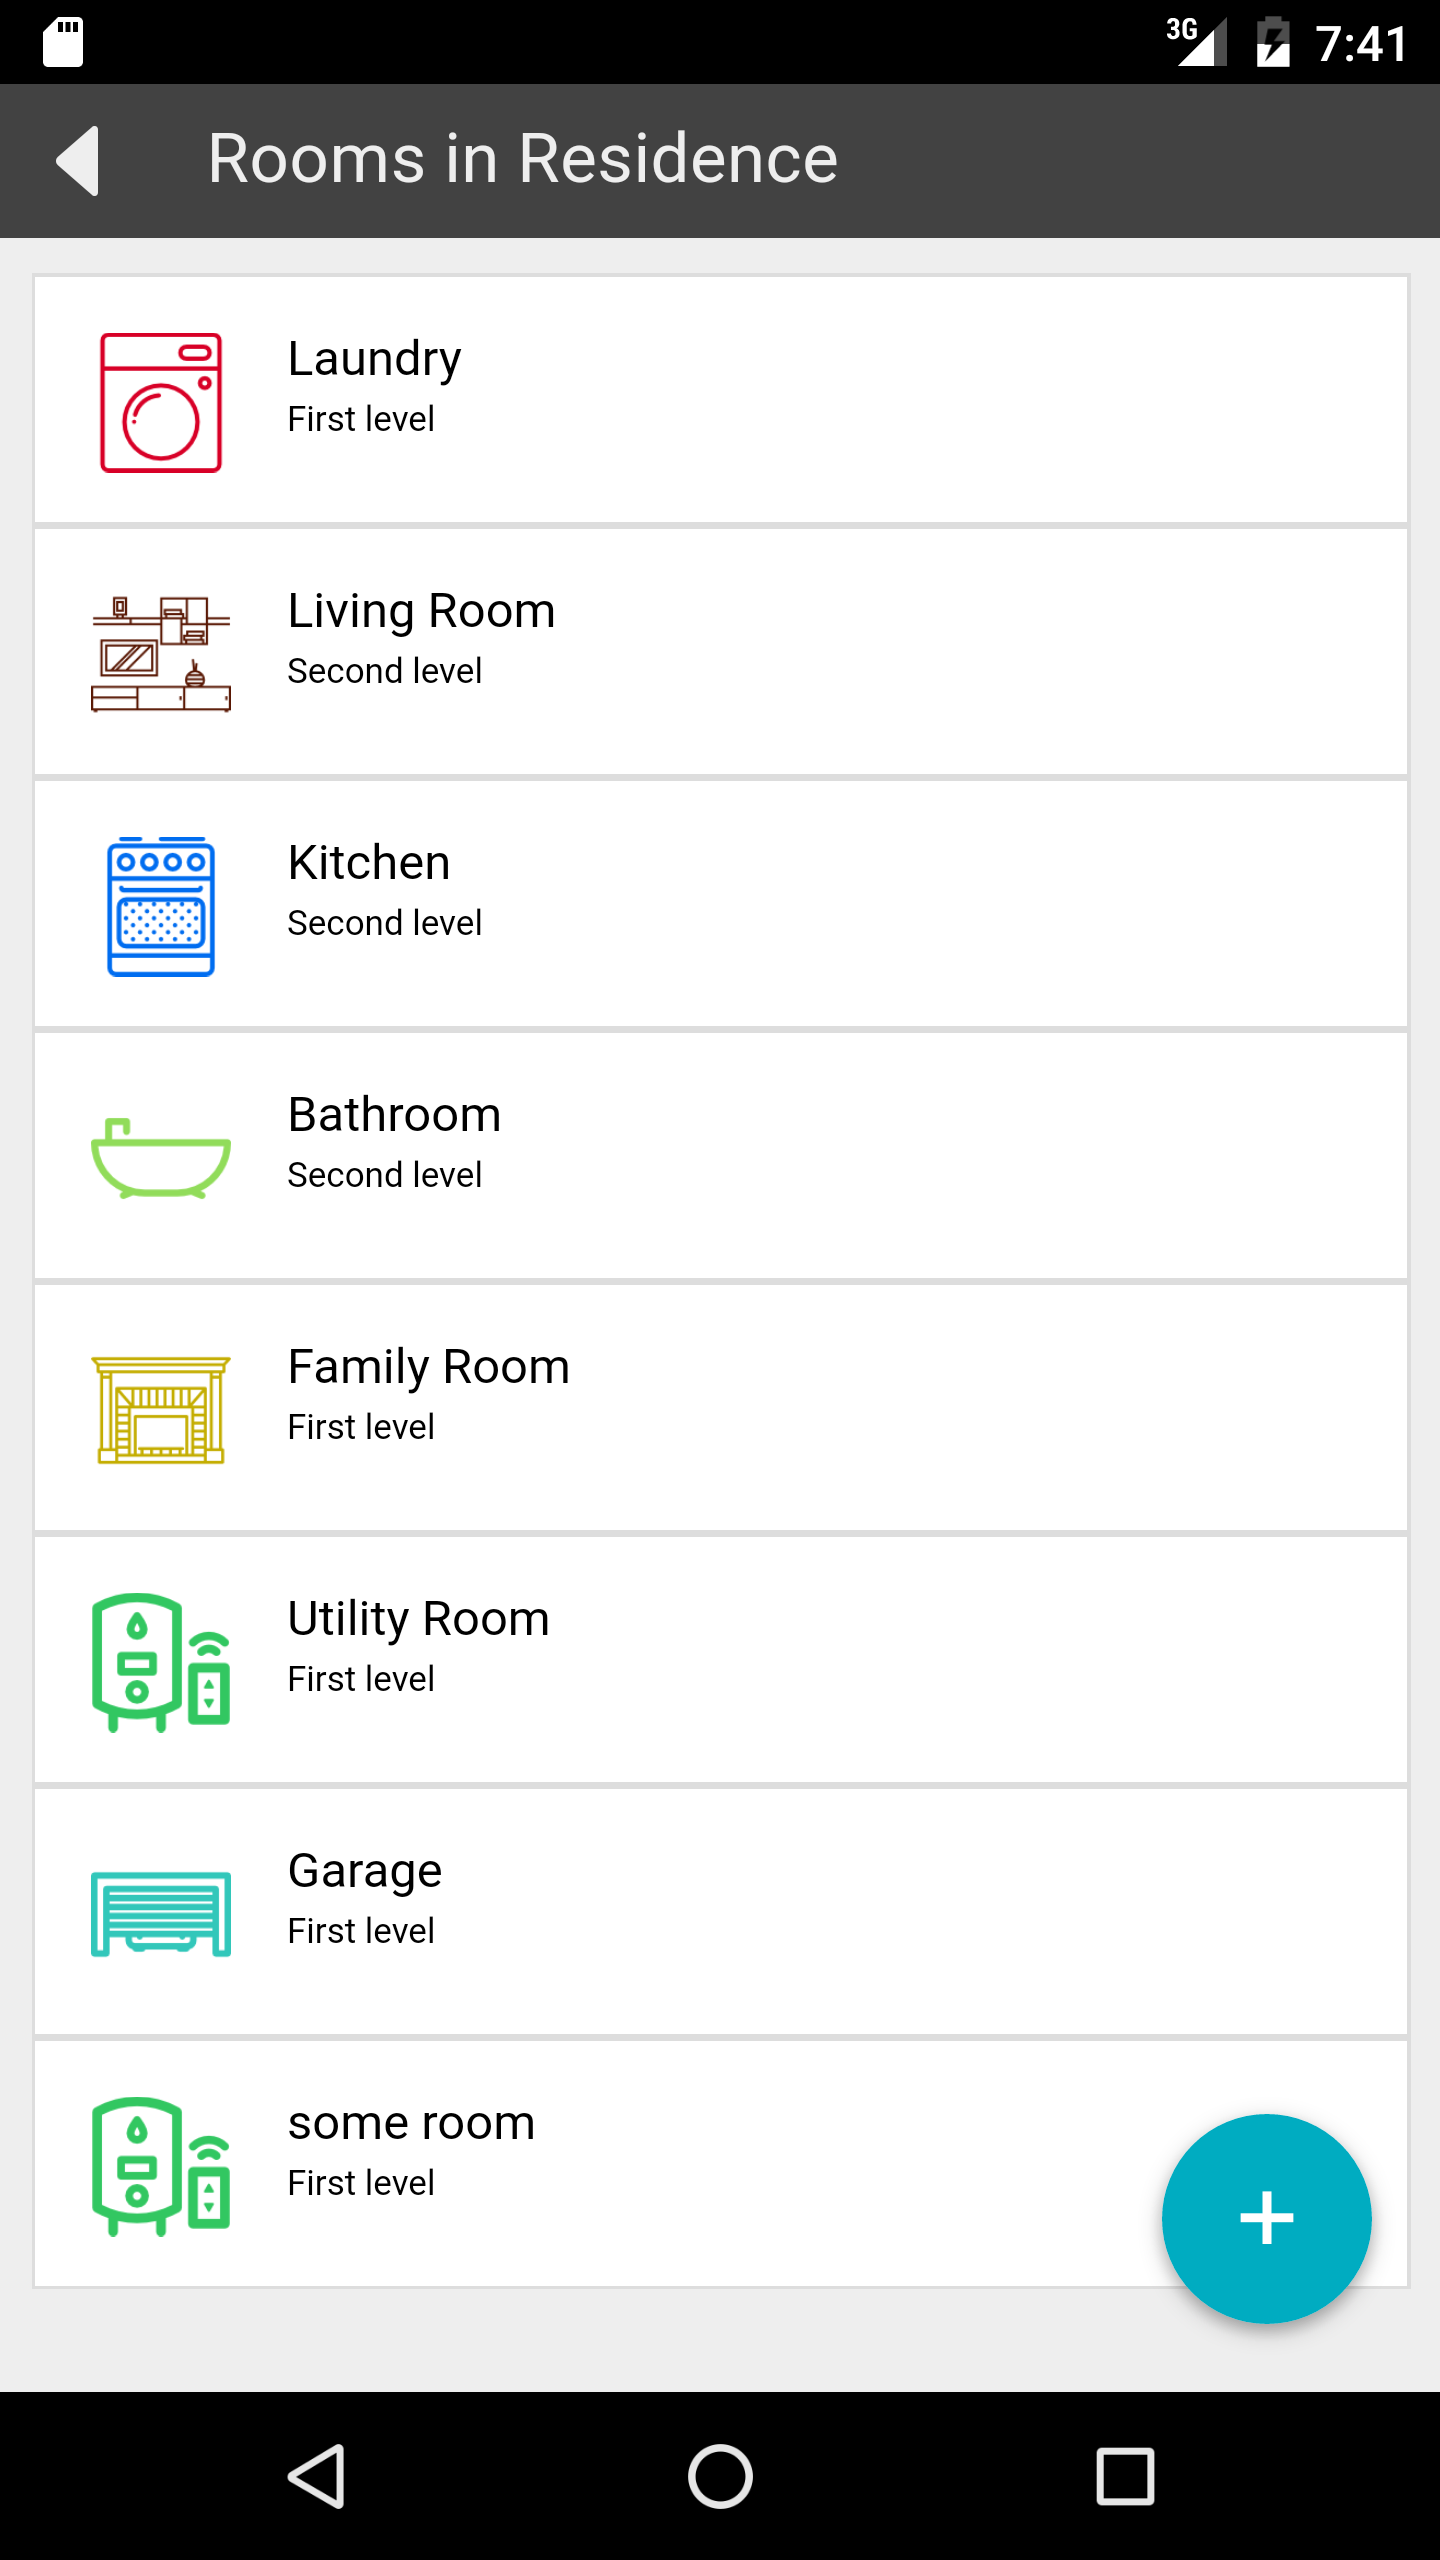 3G 7:41
Rooms in Residence
Laundry
First level
Living Room
Second level
Kitchen
Second level
Bathroom
Second level
Family Room
First level
Utility Room
First level
Garage
First level
some room
First level